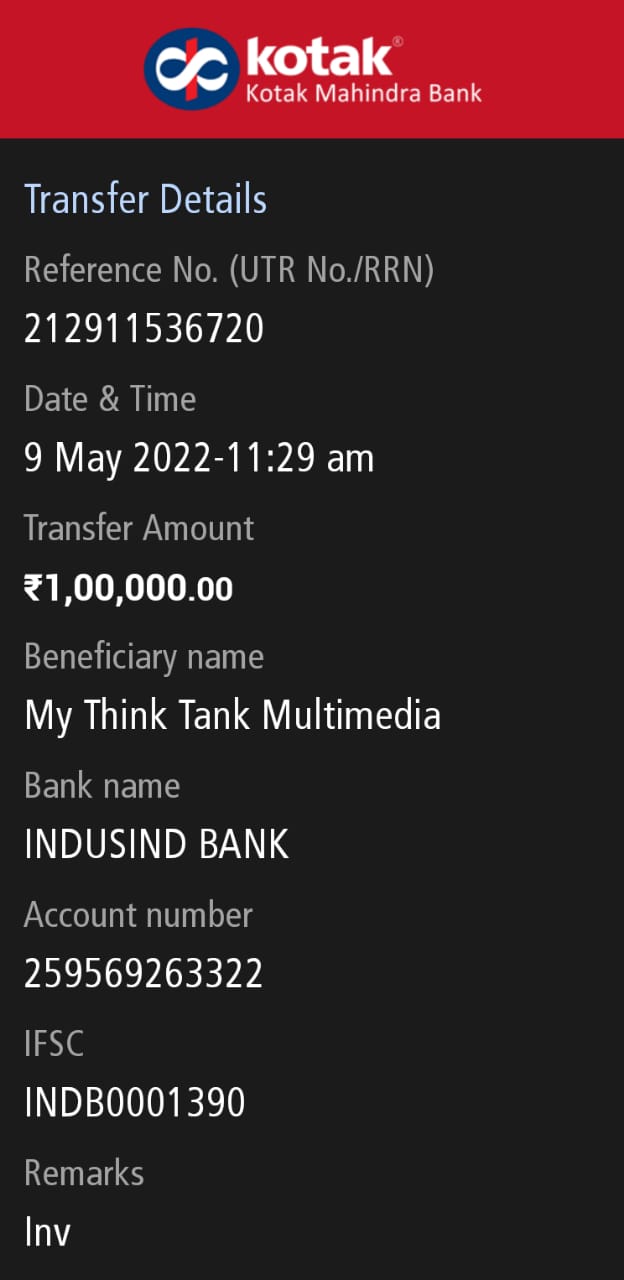 kotak®
Kotak Mahindra Bank
Transfer Details
Reference No. (UTR No./RRN)
212911536720
Date & Time
9 May 2022-11:29 am
Transfer Amount
₹1,00,000.00
Beneficiary name
My Think Tank Multimedia
Bank name
INDUSIND BANK
Account number
259569263322
IFSC
INDB0001390
Remarks
Inv